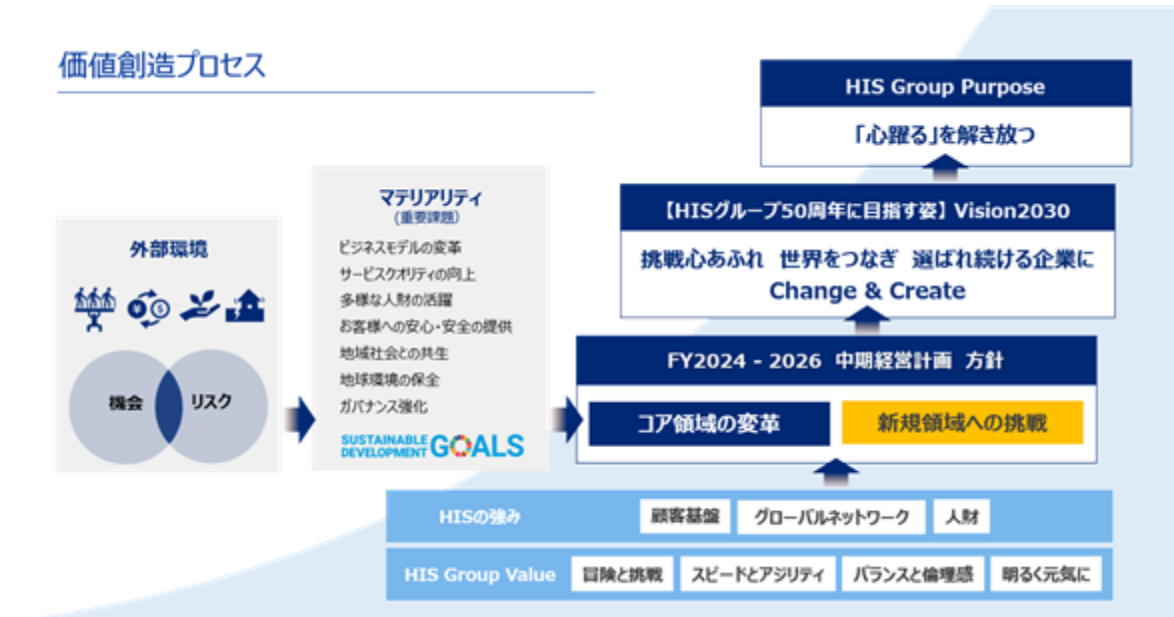 価値創造プロセス
HIS Group Purpose
「心躍る」を解き放つ
【HISグループ50周年に目指す姿】Vision2030
挑戦心あふれ 世界をつなぎ 選ばれ続ける企業に
Change & Create
FY2024 - 2026 中期経営計画 方針
コア領域の変革
新規領域への挑戦
外部環境
機会
リスク
マテリアリティ
(重要課題)
ビジネスモデルの変革
サービスクオリティの向上
多様な人財の活躍
お客様への安心・安全の提供
地域社会との共生
地球環境の保全
ガバナンス強化
SUSTAINABLE
DEVELOPMENT GOALS
HISの強み
顧客基盤
グローバルネットワーク
人財
HIS Group Value
冒険と挑戦
スピードとアジリティ
バランスと倫理感
明るく元気に